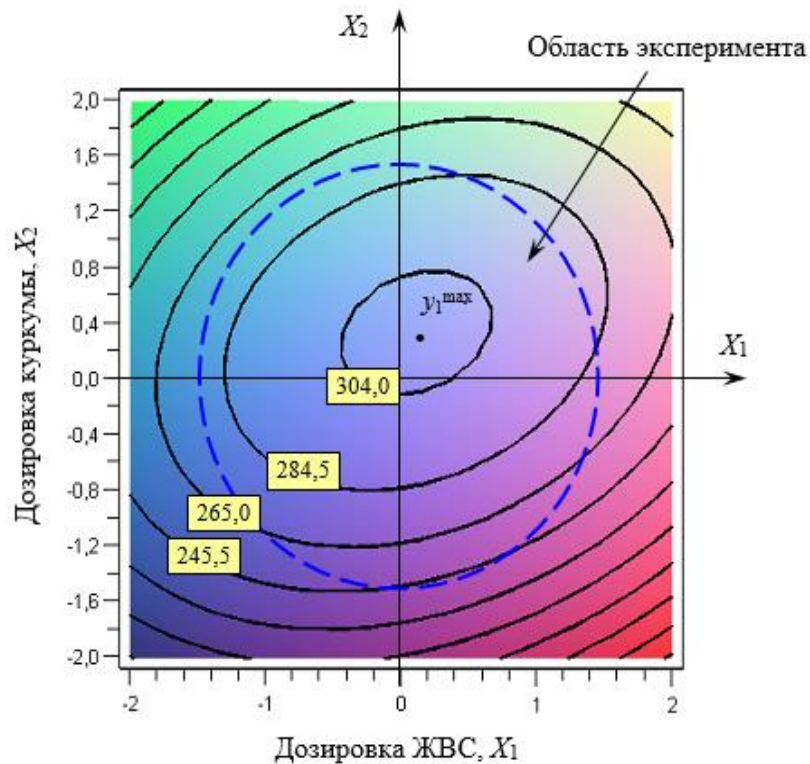 X₂
Область эксперимента
2,0
1,6
1,2
0,8
0,4
0,0
-0,4
-0,8
-1,2
-1,6
-2,0
Дозировка куркумы, X₂
y₁ᵐᵃˣ
X₁
304,0
284,5
265,0
245,5
-2 -1 0 1 2
Дозировка ЖВС, X₁